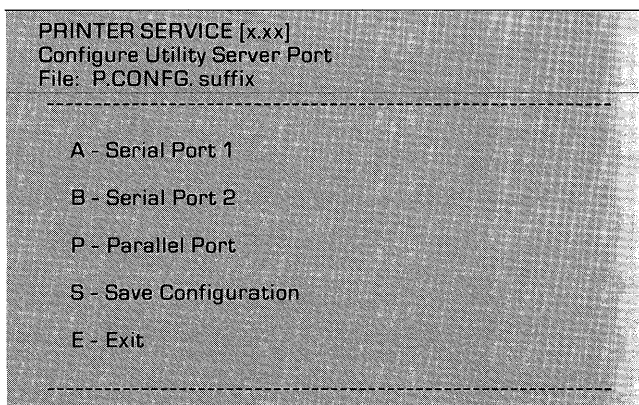 PRINTER SERVICE [x.xx]
Configure Utility Server Port
File: P.CONFG. suffix
A - Serial Port 1
B - Serial Port 2
P - Parallel Port
S - Save Configuration
E - Exit